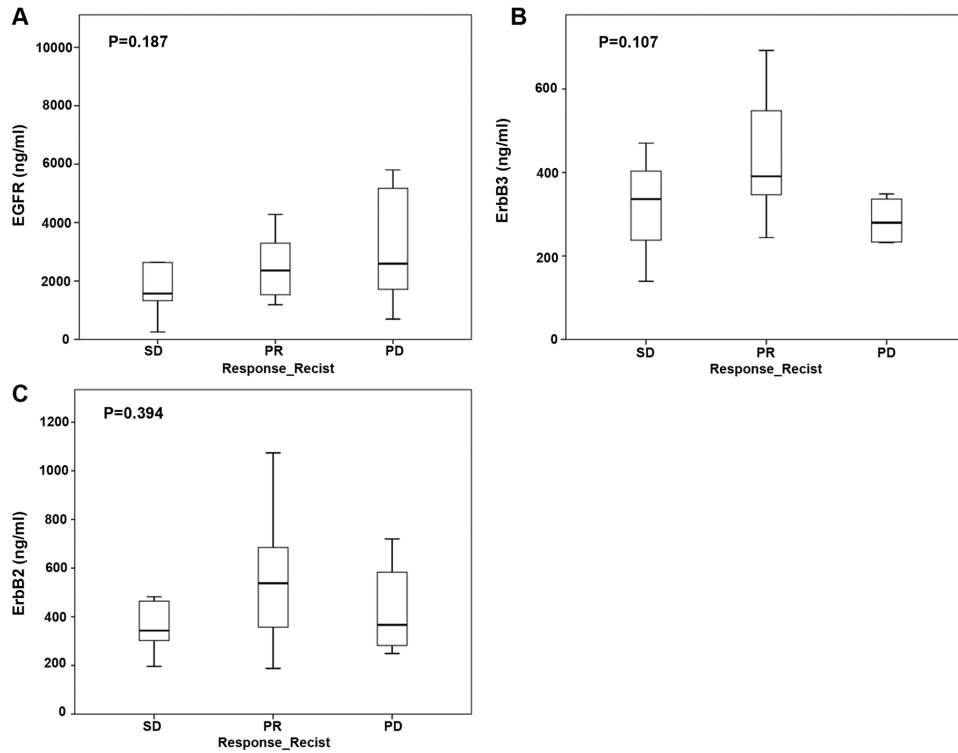 A
P=0.187
EGFR (ng/ml)
10000
8000
6000
4000
2000
0
SD PR PD
Response_Recist
B
P=0.107
ErbB3 (ng/ml)
600
400
200
0
SD PR PD
Response_Recist
C
P=0.394
ErbB2 (ng/ml)
1200
1000
800
600
400
200
0
SD PR PD
Response_Recist